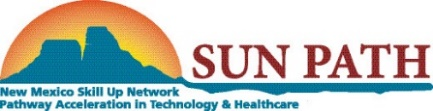 SUN PATH
New Mexico Skill Up Network
Pathway Acceleration in Technology & Healthcare